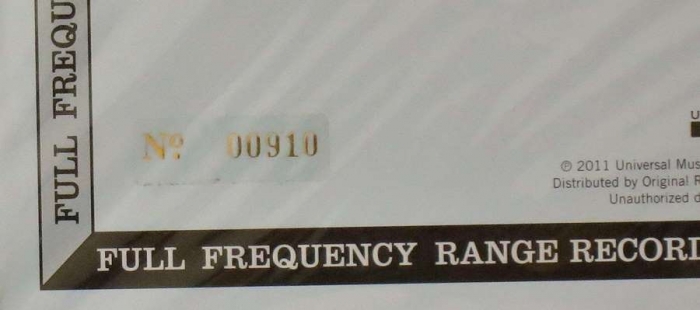 FULL FREQU
Nº 00910
U
℗ 2011 Universal Mus
Distributed by Original R
Unauthorized d
FULL FREQUENCY RANGE RECORD